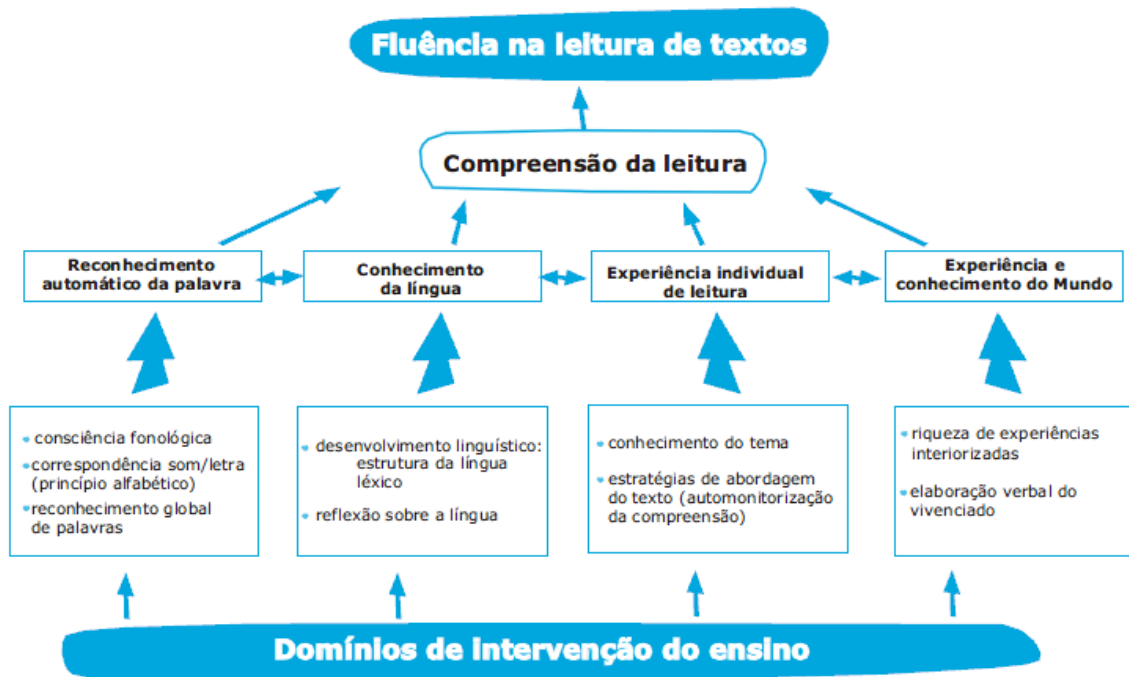 Fluência na leitura de textos
Compreensão da leitura
Reconhecimento
automático da palavra
Conhecimento
da língua
Experiência individual
de leitura
Experiência e
conhecimento do Mundo
consciência fonológica
correspondência som/letra
(princípio alfabético)
reconhecimento global
de palavras
desenvolvimento linguístico:
estrutura da língua
léxico
reflexão sobre a língua
conhecimento do tema
estratégias de abordagem
do texto (automonitorização
da compreensão)
riqueza de experiências
interiorizadas
elaboração verbal do
vivenciado
Domínios de intervenção do ensino